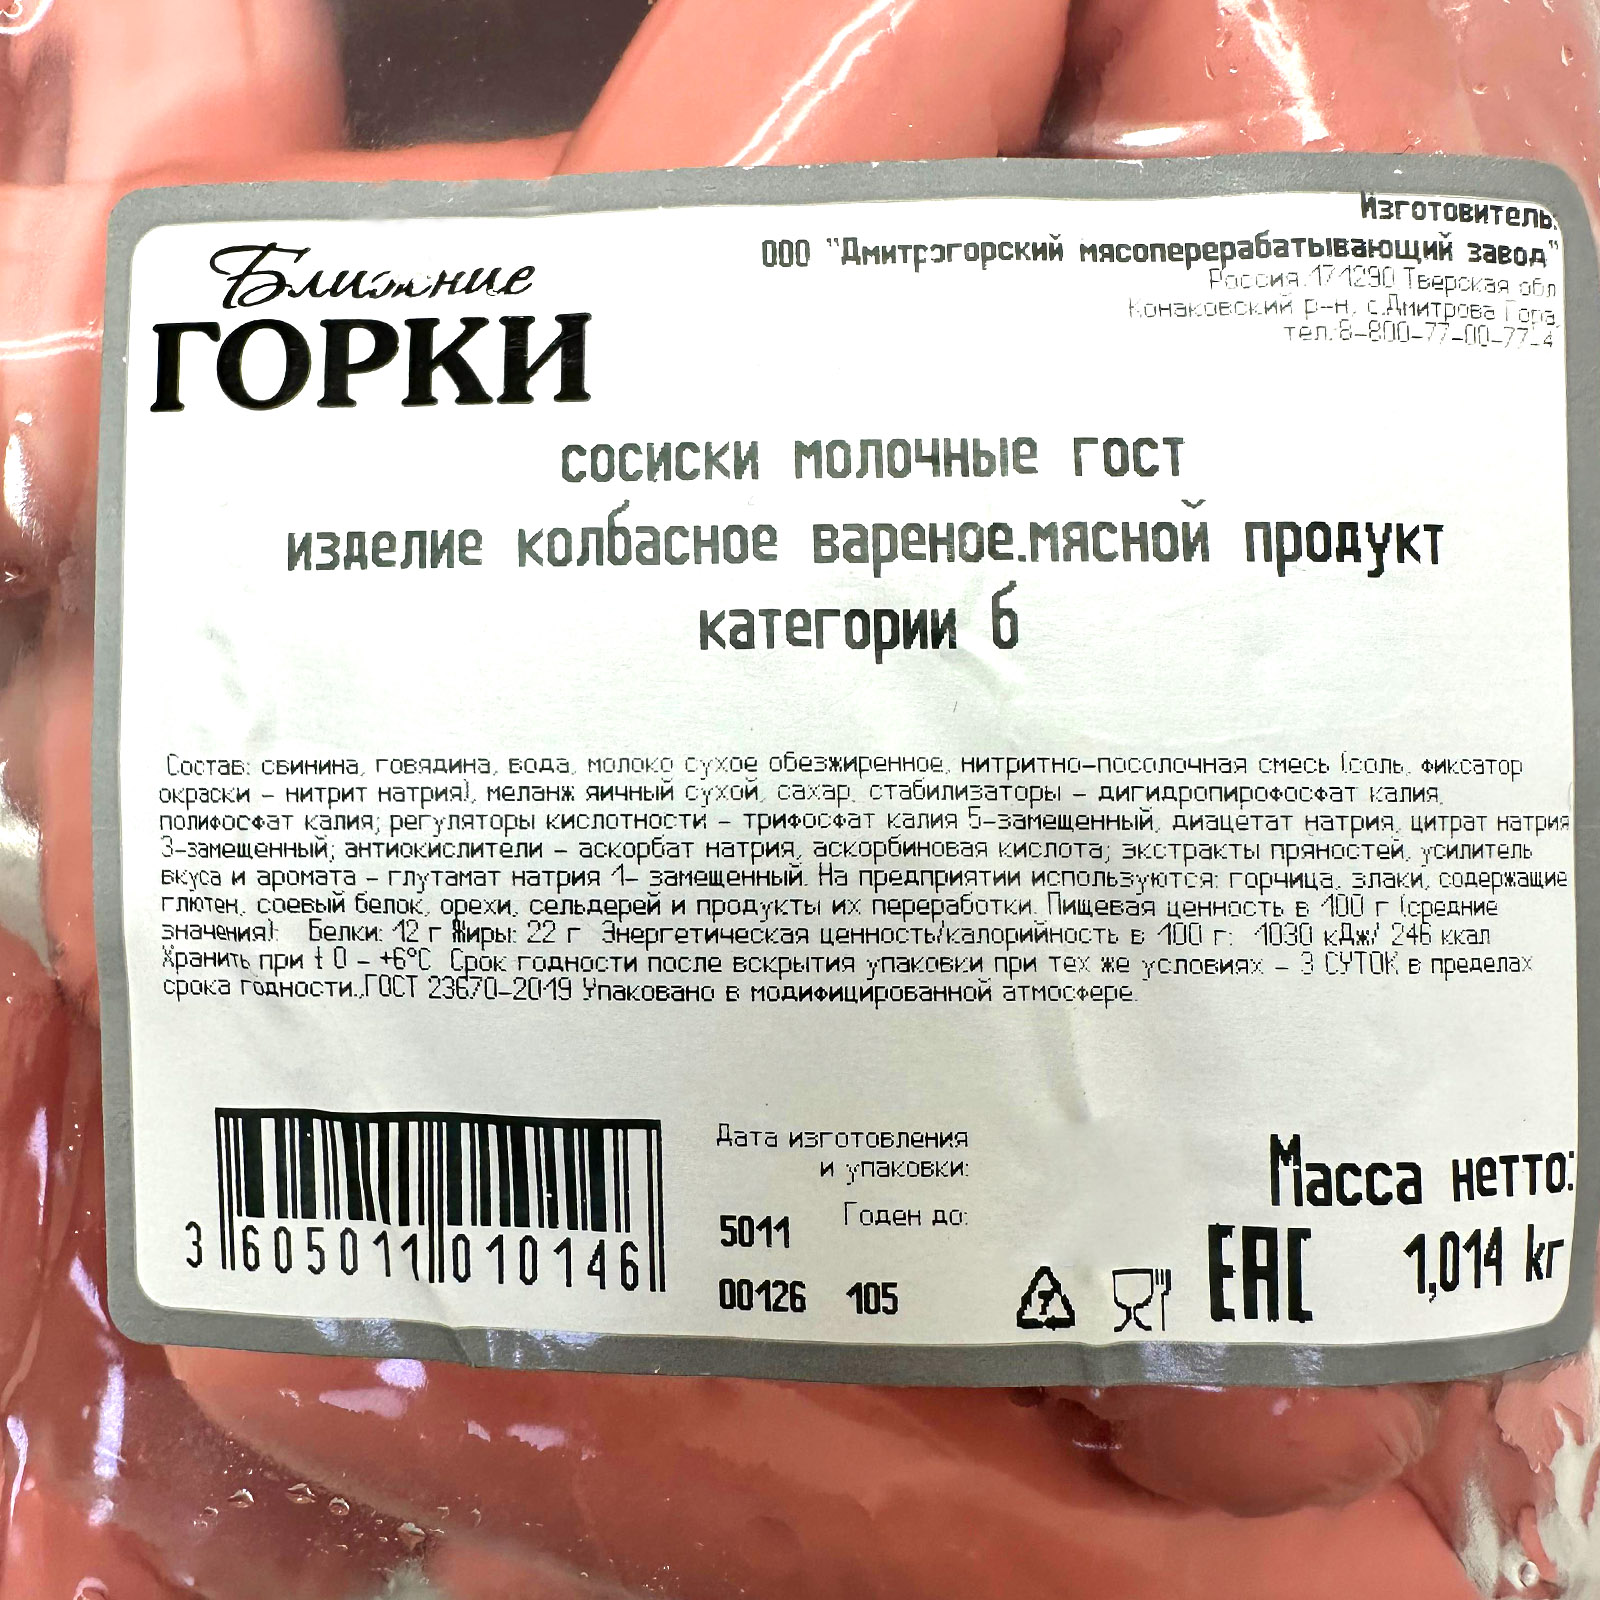 Ближние
ГОРКИ
Изготовитель:
ООО "Дмитрогорский мясоперерабатывающий завод"
Россия,171290 Тверская обл
Конаковский р-н, с.Дмитрова Гора,
тел.:8-800-77-00-77-4
сосиски молочные гост
изделие колбасное вареное.мясной продукт
категории б
Состав: свинина, говядина, вода, молоко сухое обезжиренное, нитритно-посолочная смесь (соль, фиксатор
окраски - нитрит натрия), меланж яичный сухой, сахар, стабилизаторы - дигидропирофосфат калия,
полифосфат калия; регуляторы кислотности - трифосфат калия 5-замещенный, диацетат натрия, цитрат натрия
3-замещенный; антиокислители - аскорбат натрия, аскорбиновая кислота; экстракты пряностей, усилитель
вкуса и аромата - глутамат натрия 1- замещенный. На предприятии используются: горчица, злаки, содержащие
глютен, соевый белок, орехи, сельдерей и продукты их переработки. Пищевая ценность в 100 г (средние
значения): Белки: 12 г Жиры: 22 г Энергетическая ценность/калорийность в 100 г: 1030 кДж/ 246 ккал
Хранить при t 0 - +6°С Срок годности после вскрытия упаковки при тех же условиях - 3 СУТОК в пределах
срока годности.,ГОСТ 23670-2019 Упаковано в модифицированной атмосфере.
3 605011 010146
Дата изготовления
и упаковки:
5011 Годен до:
00126 105
Масса нетто:
ЕАС 1,014 кг